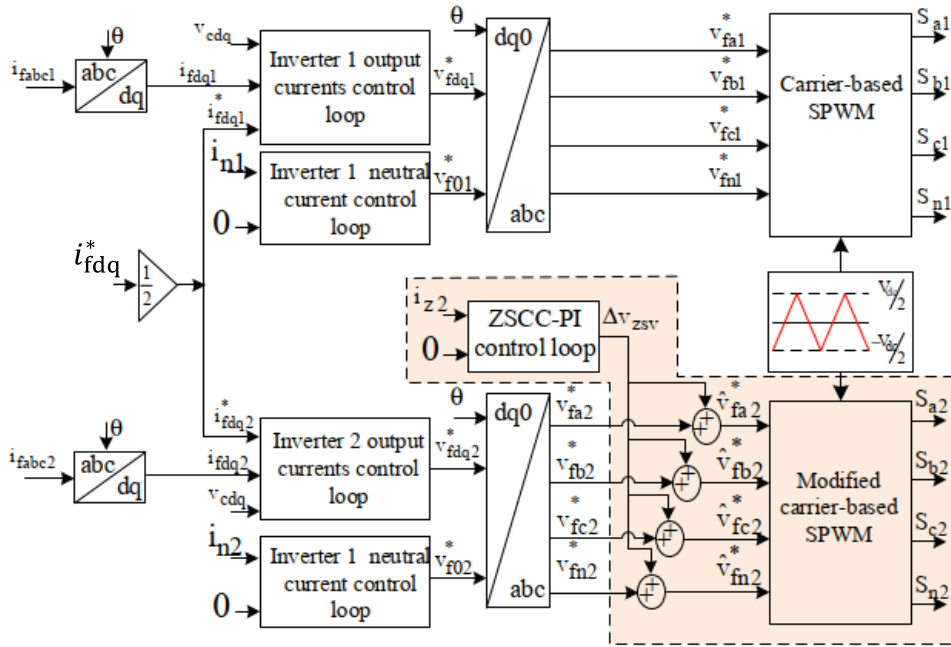 θ
i_fabc1
abc
dq
i_fdq1
v_cdq
i*_fdq1
Inverter 1 output
currents control
loop
v*_fdq1
i_n1
0
Inverter 1 neutral
current control
loop
v*_f01
θ
dq0
abc
v*_fa1
v*_fb1
v*_fc1
v*_fn1
Carrier-based
SPWM
S_a1
S_b1
S_c1
S_n1
i*_fdq
1/2
i_z2
0
ZSCC-PI
control loop
Δv_zsv
V_dc/2
-V_dc/2
θ
i_fabc2
abc
dq
i*_fdq2
i_fdq2
v_cdq
Inverter 2 output
currents control
loop
v*_fdq2
i_n2
0
Inverter 1 neutral
current control
loop
v*_f02
θ
dq0
abc
v*_fa2
v*_fb2
v*_fc2
v*_fn2
+ +
+ +
+ +
+ +
v̂*_fa2
v̂*_fb2
v̂*_fc2
v̂*_fn2
Modified
carrier-based
SPWM
S_a2
S_b2
S_c2
S_n2